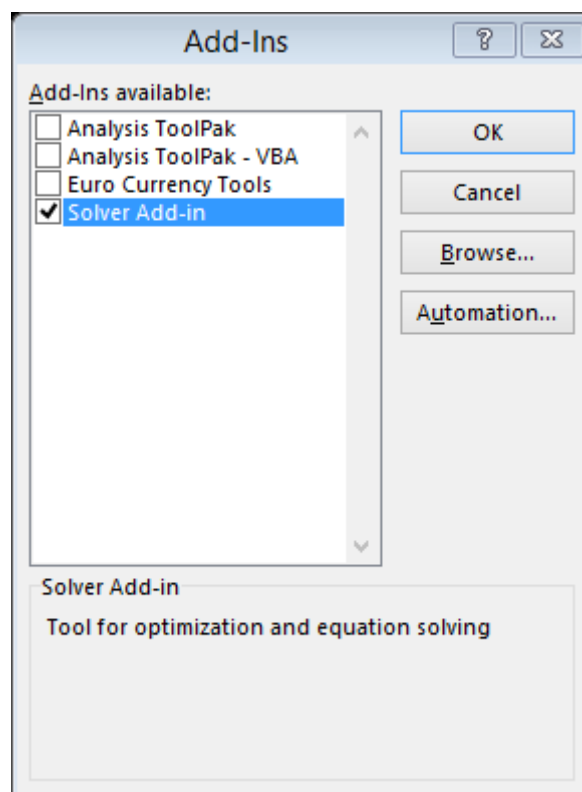 Add-Ins
?
Add-Ins available:
Analysis ToolPak
Analysis ToolPak - VBA
Euro Currency Tools
Solver Add-in
OK
Cancel
Browse...
Automation...
Solver Add-in
Tool for optimization and equation solving